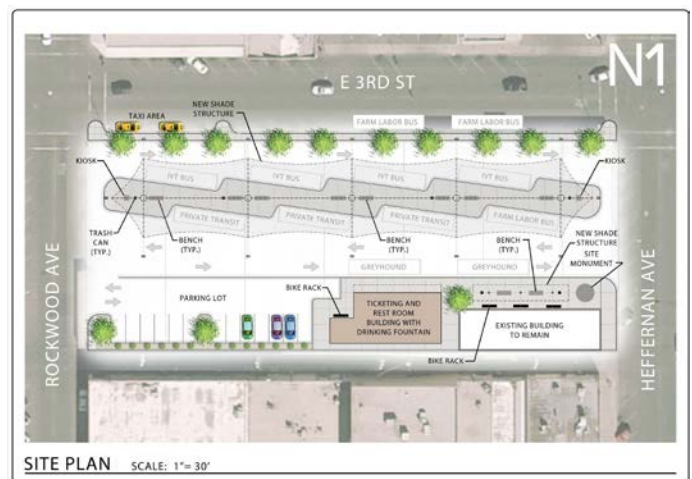 N1
E 3RD ST
TAXI AREA
NEW SHADE
STRUCTURE
FARM LABOR BUS
FARM LABOR BUS
KIOSK
IVT BUS
IVT BUS
IVT BUS
IVT BUS
KIOSK
PRIVATE TRANSIT
PRIVATE TRANSIT
PRIVATE TRANSIT
FARM LABOR BUS
TRASH
CAN
(TYP.)
BENCH
(TYP.)
BENCH
(TYP.)
BENCH
(TYP.)
NEW SHADE
STRUCTURE
SITE
MONUMENT
GREYHOUND
GREYHOUND
BIKE RACK
PARKING LOT
TICKETING AND
REST ROOM
BUILDING WITH
DRINKING FOUNTAIN
EXISTING BUILDING
TO REMAIN
BIKE RACK
ROCKWOOD AVE
HEFFERNAN AVE
SITE PLAN SCALE: 1"= 30'